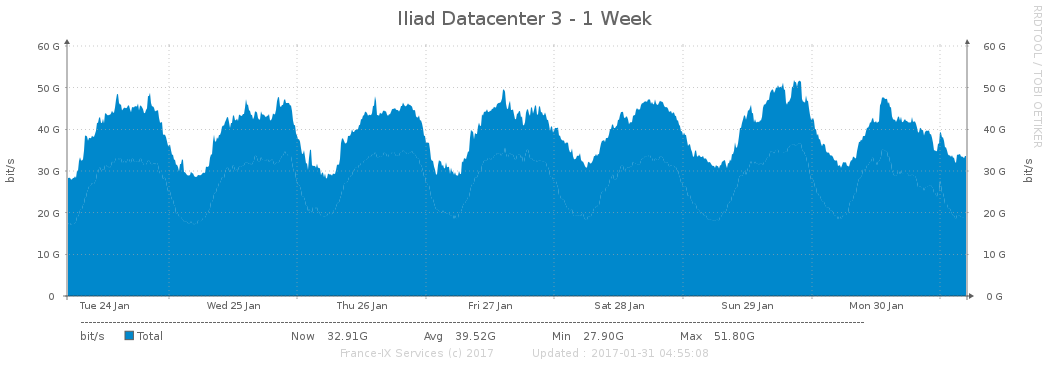 Iliad Datacenter 3 - 1 Week
RRDTOOL / TOBI OETIKER
60 G 60 G
50 G 50 G
40 G 40 G
30 G 30 G
20 G 20 G
10 G 10 G
0 0 G
bit/s bit/s
Tue 24 Jan Wed 25 Jan Thu 26 Jan Fri 27 Jan Sat 28 Jan Sun 29 Jan Mon 30 Jan
bit/s Total Now 32.91G Avg 39.52G Min 27.90G Max 51.80G
France-IX Services (c) 2017 Updated : 2017-01-31 04:55:08